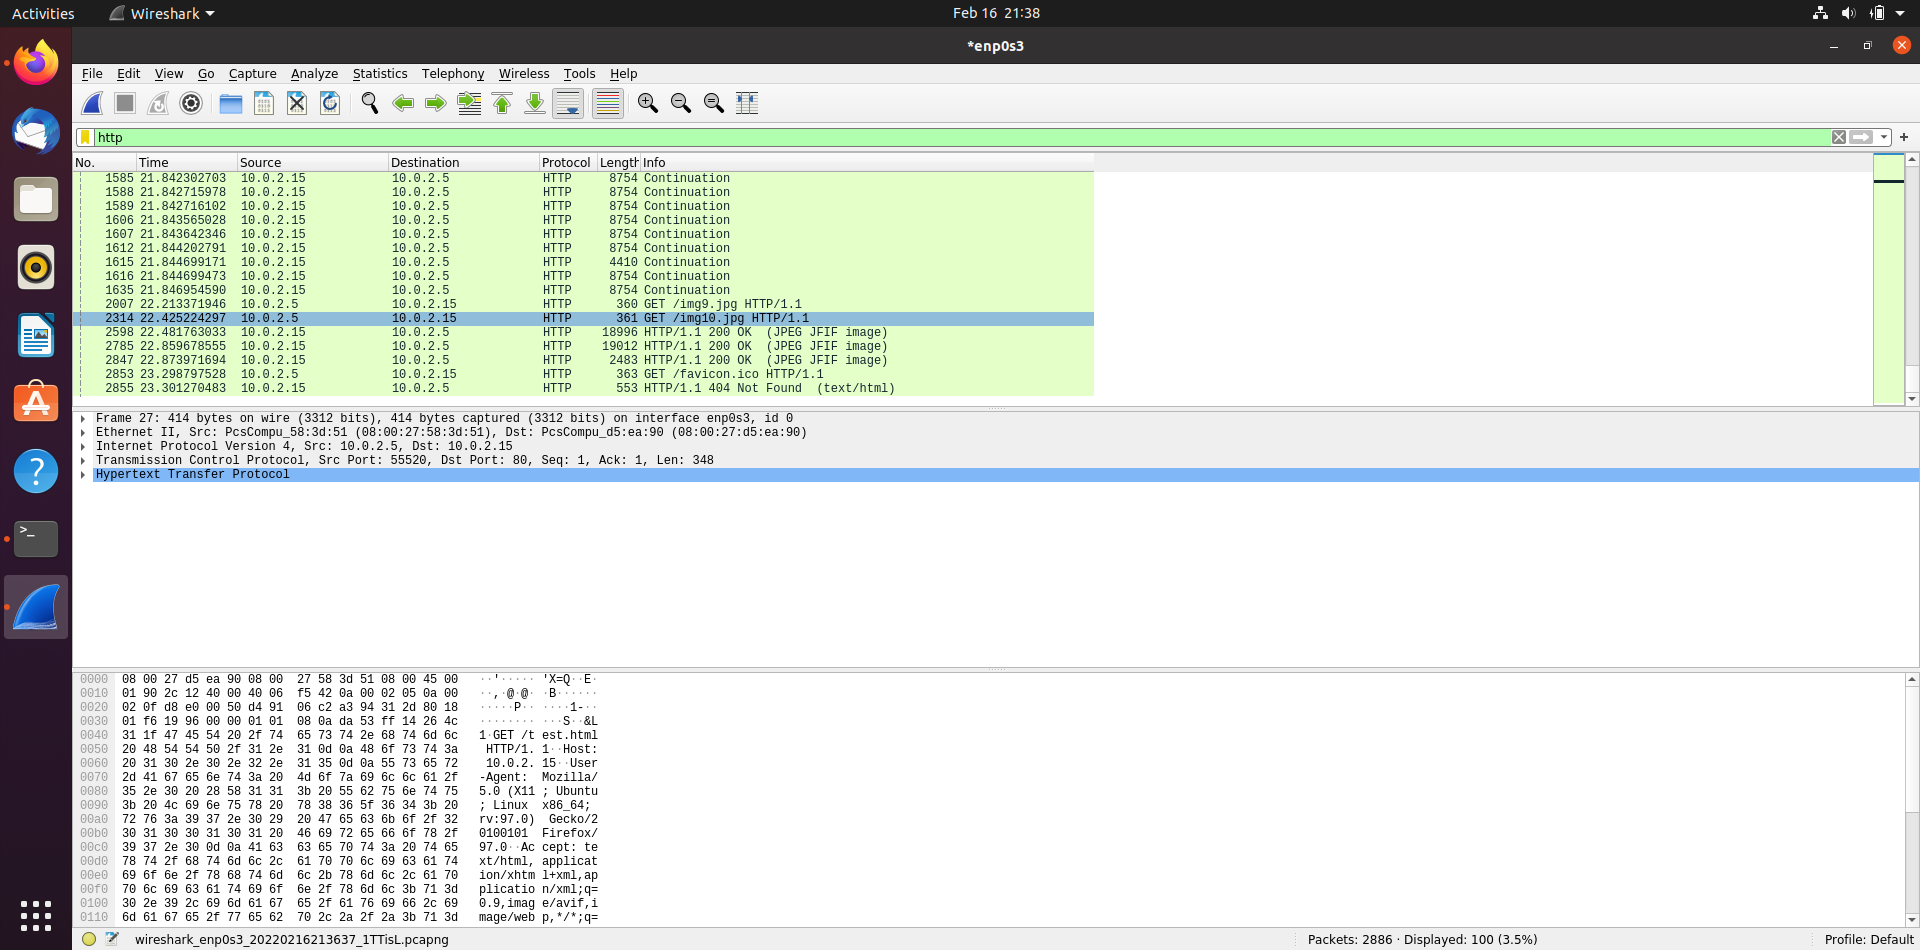 Activities Wireshark Feb 16 21:38
*enp0s3
File Edit View Go Capture Analyze Statistics Telephony Wireless Tools Help
http
No. Time Source Destination Protocol Length Info
1585 21.842302703 10.0.2.15 10.0.2.5 HTTP 8754 Continuation
1588 21.842715978 10.0.2.15 10.0.2.5 HTTP 8754 Continuation
1589 21.842716102 10.0.2.15 10.0.2.5 HTTP 8754 Continuation
1606 21.843565028 10.0.2.15 10.0.2.5 HTTP 8754 Continuation
1607 21.843642346 10.0.2.15 10.0.2.5 HTTP 8754 Continuation
1612 21.844202791 10.0.2.15 10.0.2.5 HTTP 8754 Continuation
1615 21.844699171 10.0.2.15 10.0.2.5 HTTP 4410 Continuation
1616 21.844699473 10.0.2.15 10.0.2.5 HTTP 8754 Continuation
1635 21.846954590 10.0.2.15 10.0.2.5 HTTP 8754 Continuation
2007 22.213371946 10.0.2.5 10.0.2.15 HTTP 360 GET /img9.jpg HTTP/1.1
2314 22.425224297 10.0.2.5 10.0.2.15 HTTP 361 GET /img10.jpg HTTP/1.1
2598 22.481763033 10.0.2.15 10.0.2.5 HTTP 18996 HTTP/1.1 200 OK (JPEG JFIF image)
2785 22.859678555 10.0.2.15 10.0.2.5 HTTP 19012 HTTP/1.1 200 OK (JPEG JFIF image)
2847 22.873971694 10.0.2.15 10.0.2.5 HTTP 2483 HTTP/1.1 200 OK (JPEG JFIF image)
2853 23.298797528 10.0.2.5 10.0.2.15 HTTP 363 GET /favicon.ico HTTP/1.1
2855 23.301270483 10.0.2.15 10.0.2.5 HTTP 553 HTTP/1.1 404 Not Found (text/html)
Frame 27: 414 bytes on wire (3312 bits), 414 bytes captured (3312 bits) on interface enp0s3, id 0
Ethernet II, Src: PcsCompu_58:3d:51 (08:00:27:58:3d:51), Dst: PcsCompu_d5:ea:90 (08:00:27:d5:ea:90)
Internet Protocol Version 4, Src: 10.0.2.5, Dst: 10.0.2.15
Transmission Control Protocol, Src Port: 55520, Dst Port: 80, Seq: 1, Ack: 1, Len: 348
Hypertext Transfer Protocol
0000 08 00 27 d5 ea 90 08 00 27 58 3d 51 08 00 45 00 ··'····· 'X=Q··E·
0010 01 90 2c 12 40 00 40 06 f5 42 0a 00 02 05 0a 00 ··,·@·@· ·B······
0020 02 0f d8 e0 00 50 d4 91 06 c2 a3 94 31 2d 80 18 ·····P·· ····1-··
0030 01 f6 19 96 00 00 01 01 08 0a da 53 ff 14 26 4c ········ ···S··&L
0040 31 1f 47 45 54 20 2f 74 65 73 74 2e 68 74 6d 6c 1·GET /t est.html
0050 20 48 54 54 50 2f 31 2e 31 0d 0a 48 6f 73 74 3a HTTP/1. 1··Host:
0060 20 31 30 2e 30 2e 32 2e 31 35 0d 0a 55 73 65 72 10.0.2. 15··User
0070 2d 41 67 65 6e 74 3a 20 4d 6f 7a 69 6c 6c 61 2f -Agent: Mozilla/
0080 35 2e 30 20 28 58 31 31 3b 20 55 62 75 6e 74 75 5.0 (X11 ; Ubuntu
0090 3b 20 4c 69 6e 75 78 20 78 38 36 5f 36 34 3b 20 ; Linux x86_64;
00a0 72 76 3a 39 37 2e 30 29 20 47 65 63 6b 6f 2f 32 rv:97.0) Gecko/2
00b0 30 31 30 30 31 30 31 20 46 69 72 65 66 6f 78 2f 0100101 Firefox/
00c0 39 37 2e 30 0d 0a 41 63 63 65 70 74 3a 20 74 65 97.0··Ac cept: te
00d0 78 74 2f 68 74 6d 6c 2c 61 70 70 6c 69 63 61 74 xt/html, applicat
00e0 69 6f 6e 2f 78 68 74 6d 6c 2b 78 6d 6c 2c 61 70 ion/xhtm l+xml,ap
00f0 70 6c 69 63 61 74 69 6f 6e 2f 78 6d 6c 3b 71 3d plicatio n/xml;q=
0100 30 2e 39 2c 69 6d 61 67 65 2f 61 76 69 66 2c 69 0.9,imag e/avif,i
0110 6d 61 67 65 2f 77 65 62 70 2c 2a 2f 2a 3b 71 3d mage/web p,*/*;q=
wireshark_enp0s3_20220216213637_1TTisL.pcapng Packets: 2886 · Displayed: 100 (3.5%) Profile: Default